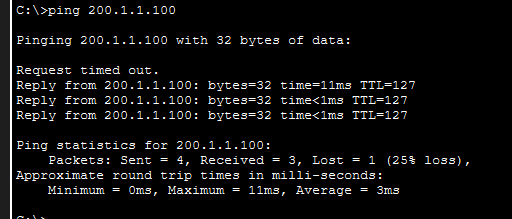 C:\>ping 200.1.1.100
Pinging 200.1.1.100 with 32 bytes of data:
Request timed out.
Reply from 200.1.1.100: bytes=32 time=11ms TTL=127
Reply from 200.1.1.100: bytes=32 time<1ms TTL=127
Reply from 200.1.1.100: bytes=32 time<1ms TTL=127
Ping statistics for 200.1.1.100:
Packets: Sent = 4, Received = 3, Lost = 1 (25% loss),
Approximate round trip times in milli-seconds:
Minimum = 0ms, Maximum = 11ms, Average = 3ms
C:\>